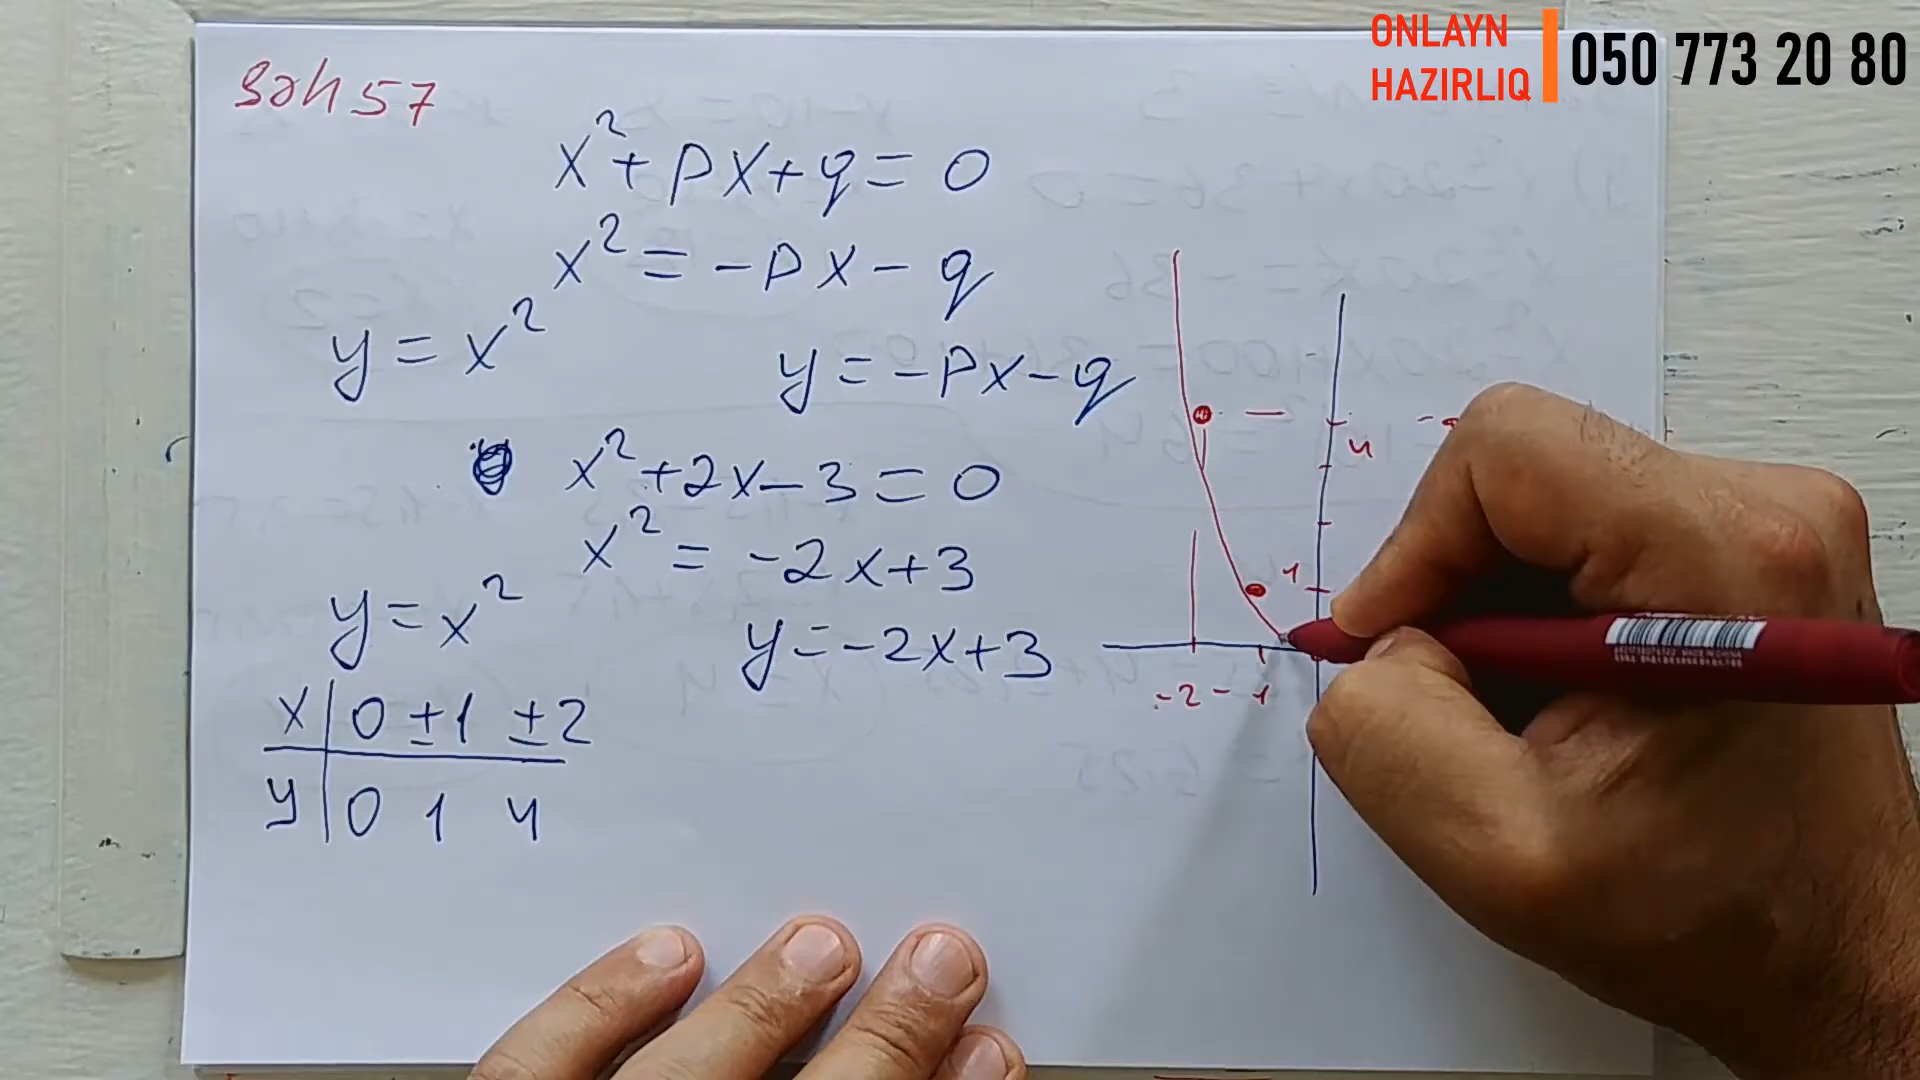 ONLAYN
HAZIRLIQ
050 773 20 80
səh 57
x²+px+q=0
x²=-px-q
y=x²
y=-px-q
x²+2x-3=0
x²=-2x+3
y=x²
y=-2x+3
x 0 ±1 ±2
y 0 1 4
4
1
-2 -1